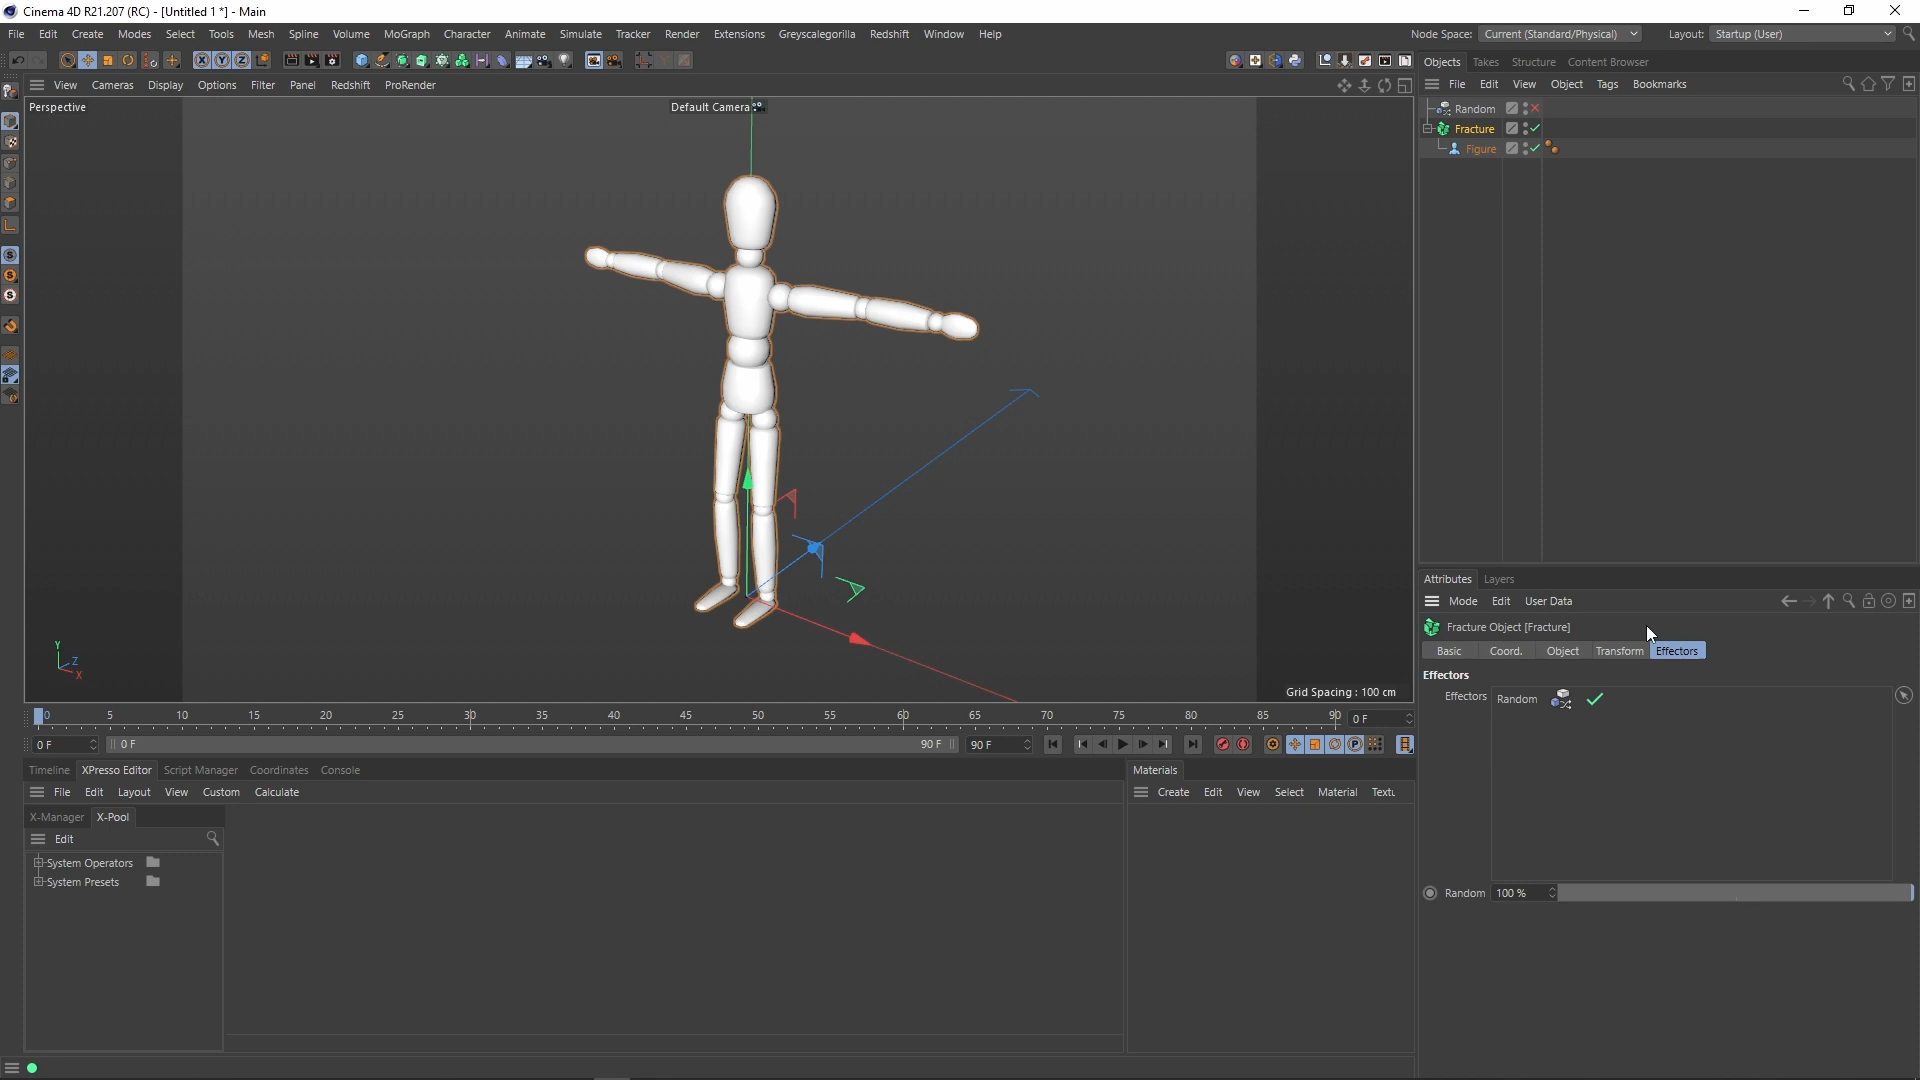 Cinema 4D R21.207 (RC) - [Untitled 1 *] - Main
File Edit Create Modes Select Tools Mesh Spline Volume MoGraph Character Animate Simulate Tracker Render Extensions Greyscalegorilla Redshift Window Help Node Space: Current (Standard/Physical) Layout: Startup (User)
Objects Takes Structure Content Browser
View Cameras Display Options Filter Panel Redshift ProRender
File Edit View Object Tags Bookmarks
Perspective Default Camera
Random
Fracture
Figure
Y
Z
X
Grid Spacing : 100 cm
Attributes Layers
Mode Edit User Data
Fracture Object [Fracture]
Basic Coord. Object Transform Effectors
Effectors
Effectors Random
Random 100 %
0 5 10 15 20 25 30 35 40 45 50 55 60 65 70 75 80 85 90 0 F
0 F 0 F 90 F 90 F
Timeline XPresso Editor Script Manager Coordinates Console
File Edit Layout View Custom Calculate
X-Manager X-Pool
Edit
System Operators
System Presets
Materials
Create Edit View Select Material Textu